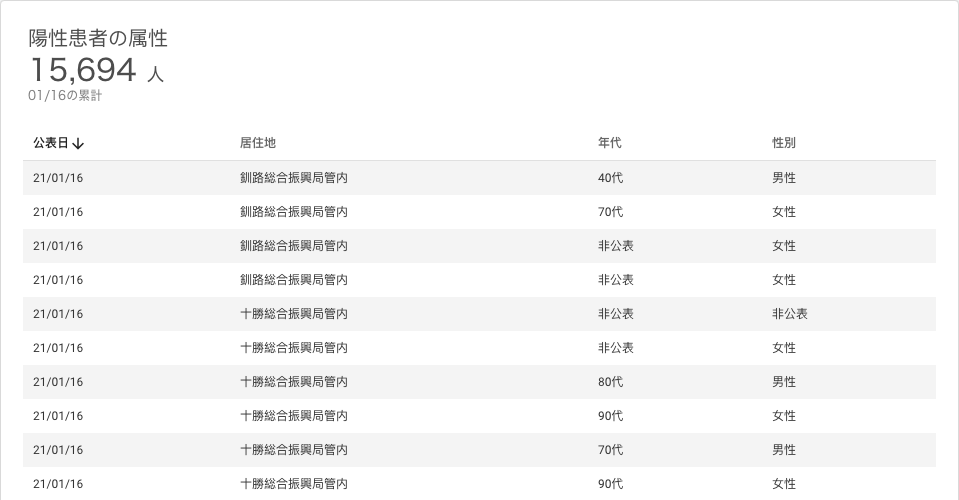 陽性患者の属性
15,694 人
01/16の累計
公表日↓ 居住地 年代 性別
21/01/16 釧路総合振興局管内 40代 男性
21/01/16 釧路総合振興局管内 70代 女性
21/01/16 釧路総合振興局管内 非公表 女性
21/01/16 釧路総合振興局管内 非公表 女性
21/01/16 十勝総合振興局管内 非公表 非公表
21/01/16 十勝総合振興局管内 非公表 女性
21/01/16 十勝総合振興局管内 80代 男性
21/01/16 十勝総合振興局管内 90代 女性
21/01/16 十勝総合振興局管内 70代 男性
21/01/16 十勝総合振興局管内 90代 女性